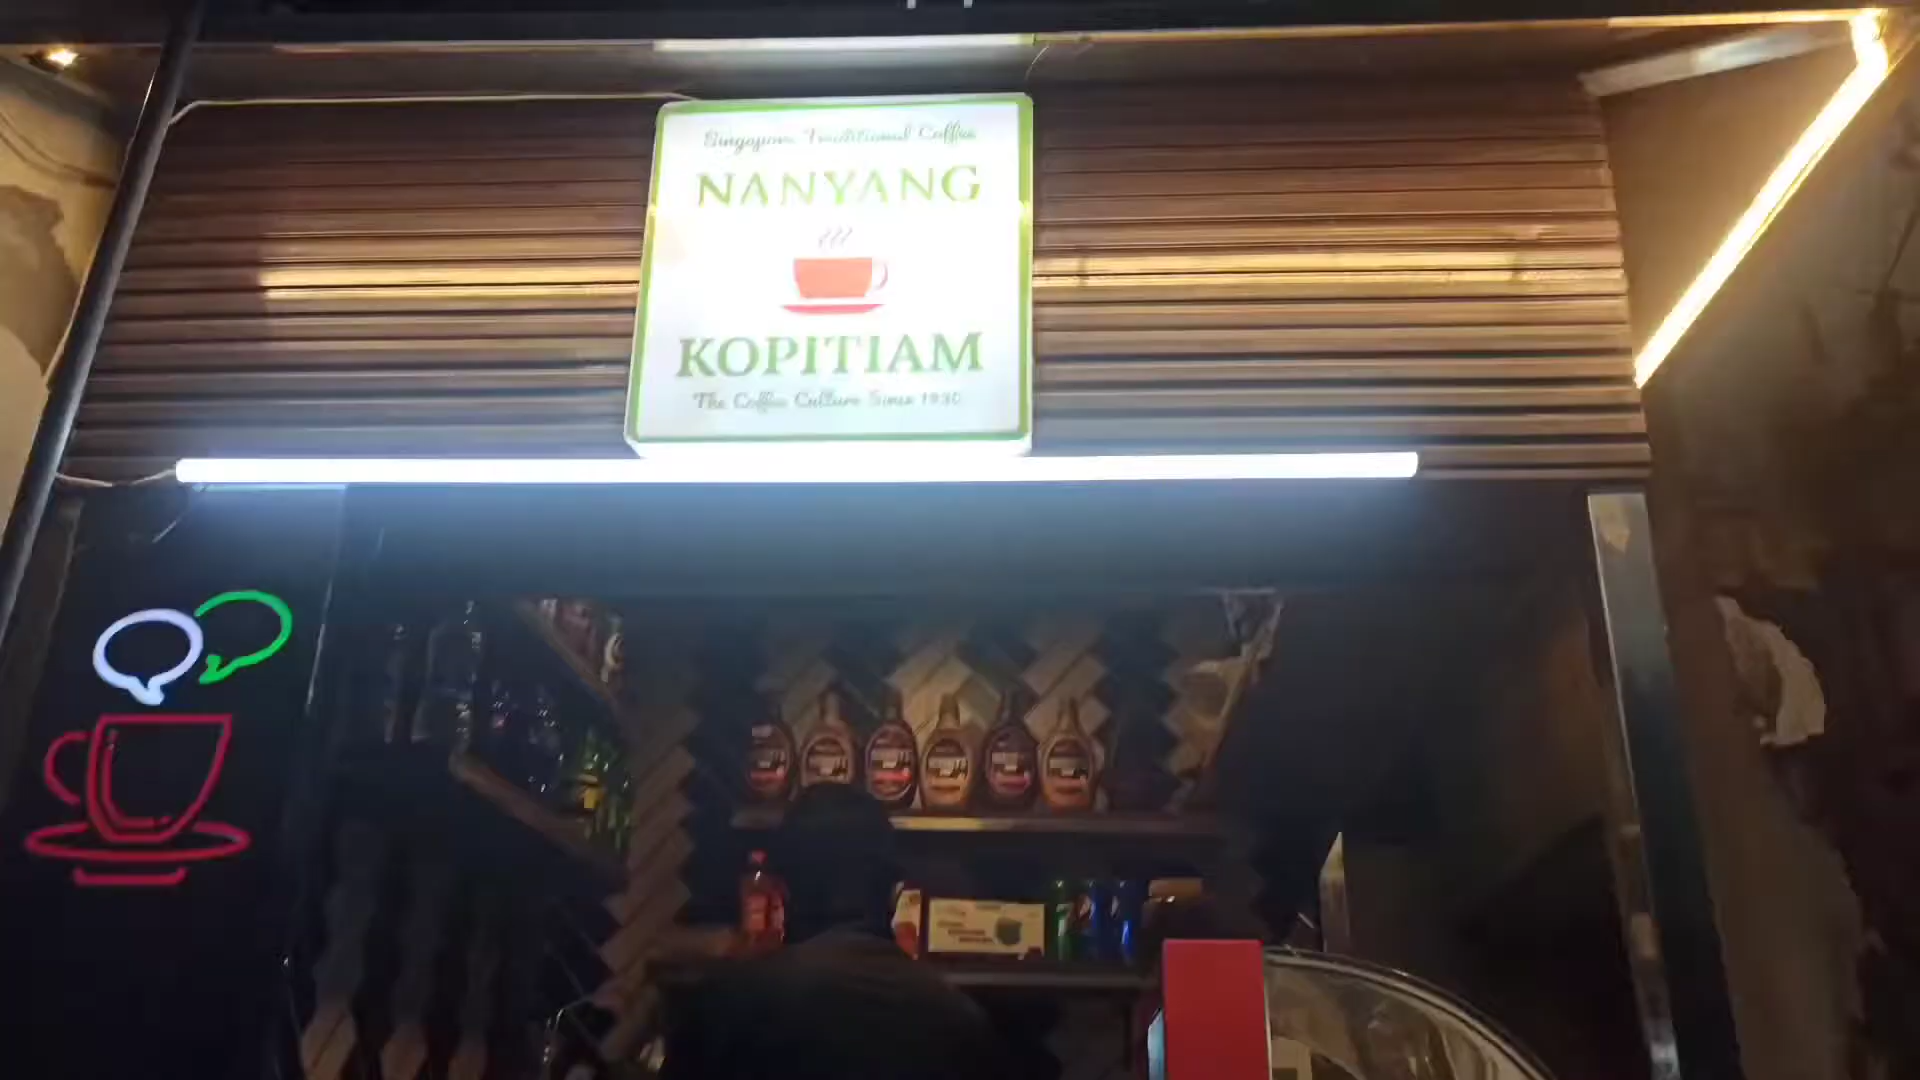 Singapore Traditional Coffee
NANYANG
KOPITIAM
The Coffee Culture Since 1930